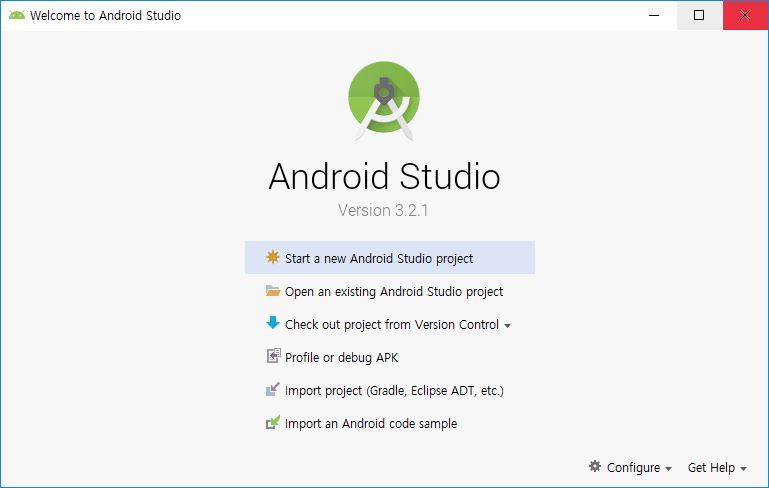 Welcome to Android Studio
Android Studio
Version 3.2.1
Start a new Android Studio project
Open an existing Android Studio project
Check out project from Version Control
Profile or debug APK
Import project (Gradle, Eclipse ADT, etc.)
Import an Android code sample
Configure Get Help